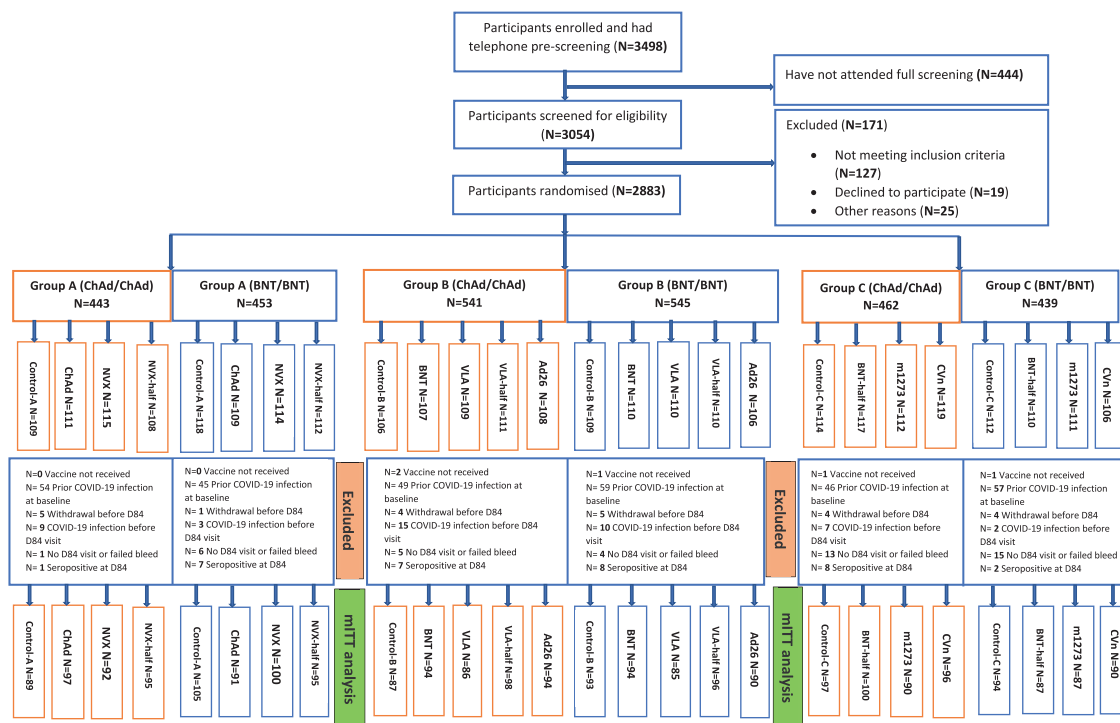 Participants enrolled and had
telephone pre-screening (N=3498)
Have not attended full screening (N=444)
Participants screened for eligibility
(N=3054)
Excluded (N=171)
• Not meeting inclusion criteria
(N=127)
• Declined to participate (N=19)
• Other reasons (N=25)
Participants randomised (N=2883)
Group A (ChAd/ChAd)
N=443
Group A (BNT/BNT)
N=453
Group B (ChAd/ChAd)
N=541
Group B (BNT/BNT)
N=545
Group C (ChAd/ChAd)
N=462
Group C (BNT/BNT)
N=439
Control-A N=109
ChAd N=111
NVX N=115
NVX-half N=108
Control-A N=118
ChAd N=109
NVX N=114
NVX-half N=112
Control-B N=106
BNT N=107
VLA N=109
VLA-half N=111
Ad26 N=108
Control-B N=109
BNT N=110
VLA N=110
VLA-half N=110
Ad26 N=106
Control-C N=114
BNT-half N=117
m1273 N=112
CVn N=119
Control-C N=112
BNT-half N=110
m1273 N=111
CVn N=106
N=0 Vaccine not received
N= 54 Prior COVID-19 infection
at baseline
N= 5 Withdrawal before D84
N= 9 COVID-19 infection before
D84 visit
N= 1 No D84 visit or failed bleed
N= 1 Seropositive at D84
N=0 Vaccine not received
N= 45 Prior COVID-19 infection
at baseline
N= 1 Withdrawal before D84
N= 3 COVID-19 infection before
D84 visit
N= 6 No D84 visit or failed bleed
N= 7 Seropositive at D84
Excluded
N=2 Vaccine not received
N= 49 Prior COVID-19 infection at
baseline
N= 4 Withdrawal before D84
N= 15 COVID-19 infection before D84
visit
N= 5 No D84 visit or failed bleed
N= 7 Seropositive at D84
N=1 Vaccine not received
N= 59 Prior COVID-19 infection at
baseline
N= 5 Withdrawal before D84
N= 10 COVID-19 infection before D84
visit
N= 4 No D84 visit or failed bleed
N= 8 Seropositive at D84
Excluded
N=1 Vaccine not received
N= 46 Prior COVID-19 infection at
baseline
N= 4 Withdrawal before D84
N= 7 COVID-19 infection before
D84 visit
N= 13 No D84 visit or failed bleed
N= 8 Seropositive at D84
N=1 Vaccine not received
N= 57 Prior COVID-19 infection at
baseline
N= 4 Withdrawal before D84
N= 2 COVID-19 infection before
D84 visit
N= 15 No D84 visit or failed bleed
N= 2 Seropositive at D84
Control-A N=89
ChAd N=97
NVX N=92
NVX-half N=95
Control-A N=105
ChAd N=91
NVX N=100
NVX-half N=95
mITT analysis
Control-B N=87
BNT N=94
VLA N=86
VLA-half N=98
Ad26 N=94
Control-B N=93
BNT N=94
VLA N=85
VLA-half N=96
Ad26 N=90
mITT analysis
Control-C N=97
BNT-half N=100
m1273 N=90
CVn N=96
Control-C N=94
BNT-half N=87
m1273 N=87
CVn N=90